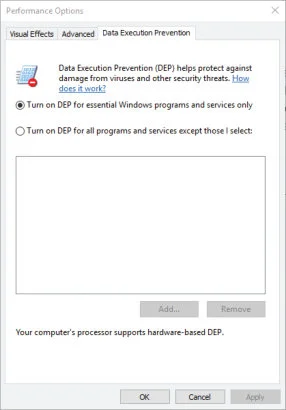 Performance Options
Visual Effects Advanced Data Execution Prevention
Data Execution Prevention (DEP) helps protect against
damage from viruses and other security threats. How
does it work?
Turn on DEP for essential Windows programs and services only
Turn on DEP for all programs and services except those I select:
Add... Remove
Your computer's processor supports hardware-based DEP.
OK Cancel Apply